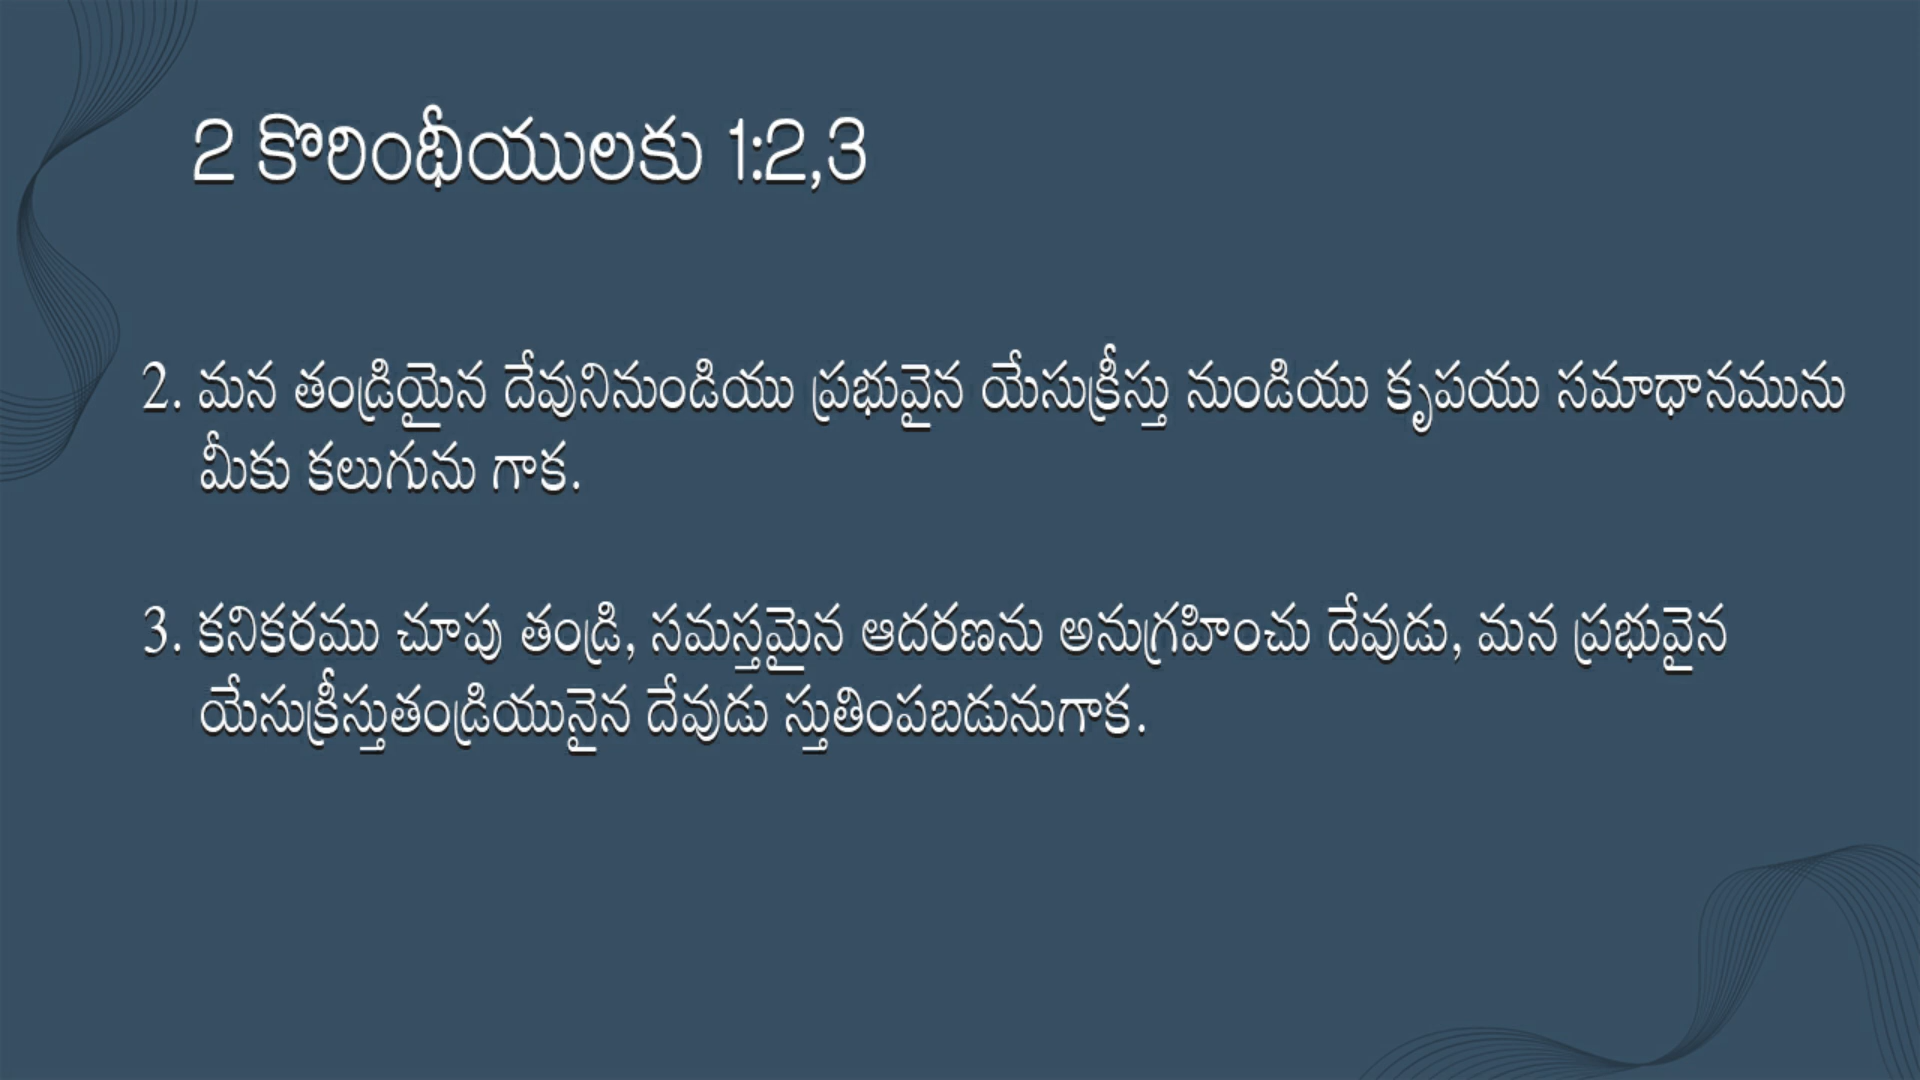 2 కొరింథీయులకు 1:2,3
2. మన తండ్రియైన దేవునినుండియు ప్రభువైన యేసుక్రీస్తు నుండియు కృపయు సమాధానమును
మీకు కలుగును గాక.
3. కనికరము చూపు తండ్రి, సమస్తమైన ఆదరణను అనుగ్రహించు దేవుడు, మన ప్రభువైన
యేసుక్రీస్తుతండ్రియునైన దేవుడు స్తుతింపబడునుగాక.